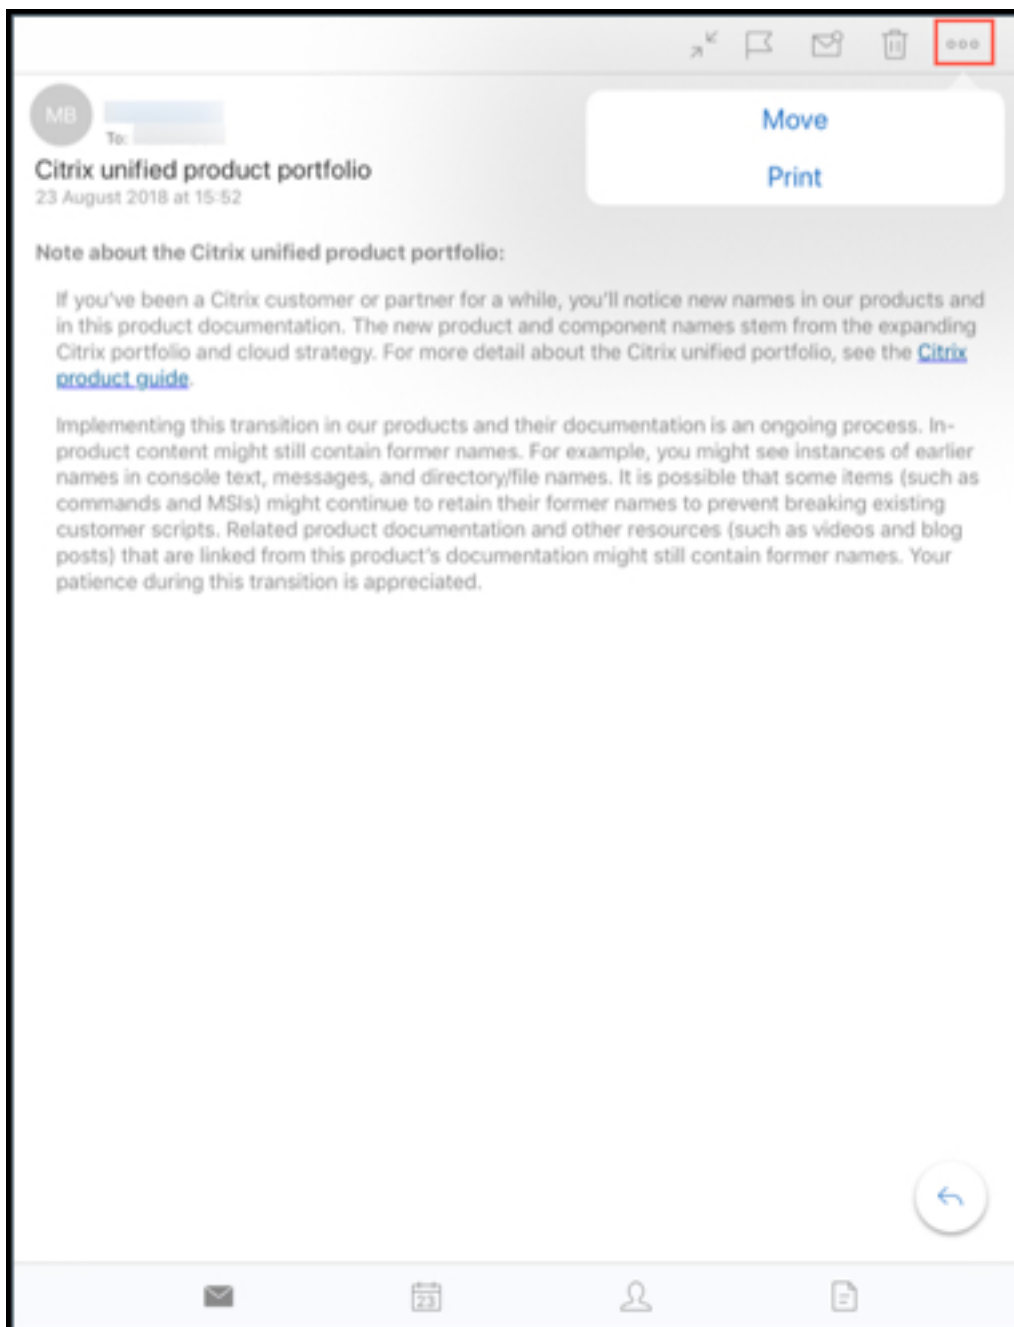 MB
Move
To:
Print
Citrix unified product portfolio
23 August 2018 at 15:52
Note about the Citrix unified product portfolio:
If you've been a Citrix customer or partner for a while, you'll notice new names in our products and
in this product documentation. The new product and component names stem from the expanding
Citrix portfolio and cloud strategy. For more detail about the Citrix unified portfolio, see the Citrix
product guide.
Implementing this transition in our products and their documentation is an ongoing process. In-
product content might still contain former names. For example, you might see instances of earlier
names in console text, messages, and directory/file names. It is possible that some items (such as
commands and MSIs) might continue to retain their former names to prevent breaking existing
customer scripts. Related product documentation and other resources (such as videos and blog
posts) that are linked from this product's documentation might still contain former names. Your
patience during this transition is appreciated.
23